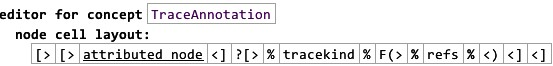 editor for concept TraceAnnotation
node cell layout:
[> [> attributed node <] ?[> % tracekind % F(> % refs % <) <] <]